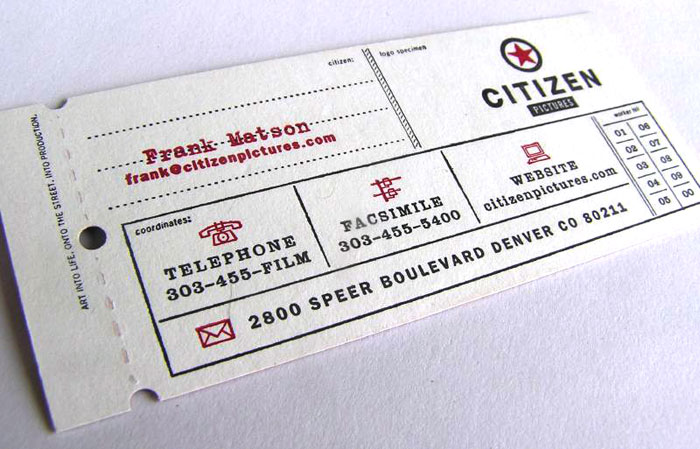 citizen:
logo specimen
CITIZEN
PICTURES
Frank Matson
frank@citizenpictures.com
coordinates:
TELEPHONE
303-455-FILM
FACSIMILE
303-455-5400
WEBSITE
citizenpictures.com
worker no
01 06
02 07
03 08
04 09
05 00
2800 SPEER BOULEVARD DENVER CO 80211
ART INTO LIFE, ONTO THE STREET, INTO PRODUCTION.